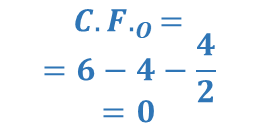 C.F.O =
= 6 − 4 − 4/2
= 0